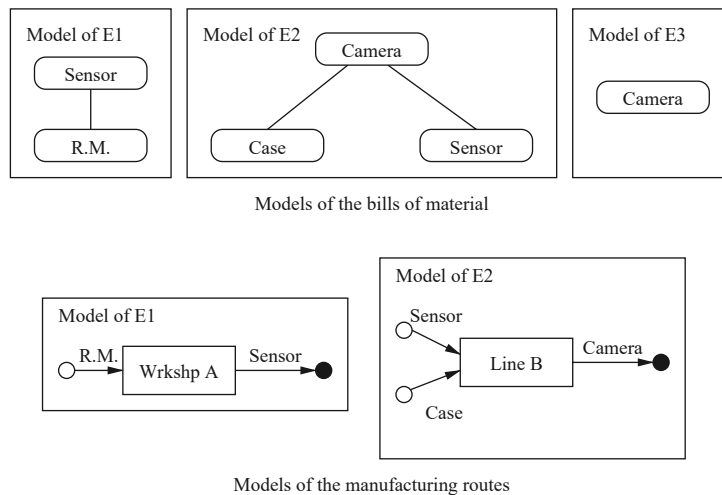 Model of E1
Sensor
R.M.
Model of E2
Camera
Case
Sensor
Model of E3
Camera
Models of the bills of material
Model of E1
R.M.
Wrkshp A
Sensor
Model of E2
Sensor
Case
Line B
Camera
Models of the manufacturing routes